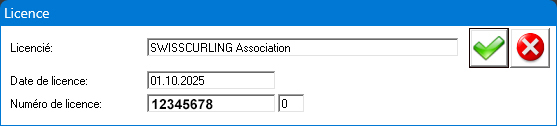 Licence
Licencié: SWISSCURLING Association
Date de licence: 01.10.2025
Numéro de licence: 12345678 0